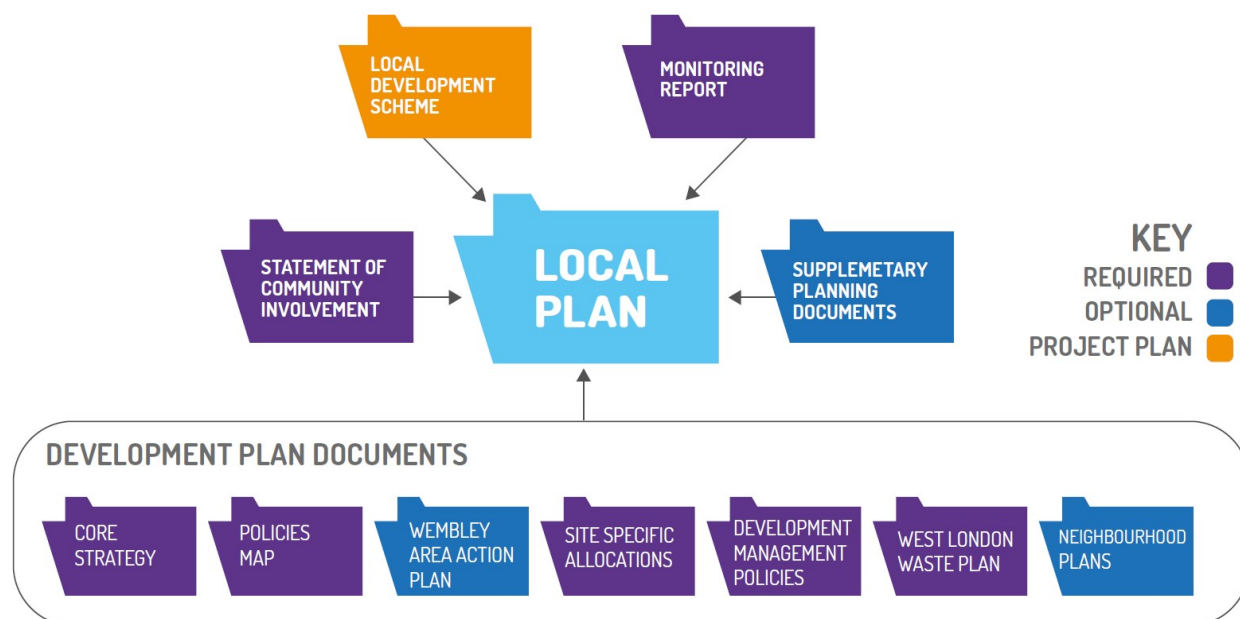 LOCAL
DEVELOPMENT
SCHEME
MONITORING
REPORT
STATEMENT OF
COMMUNITY
INVOLVEMENT
LOCAL
PLAN
SUPPLEMETARY
PLANNING
DOCUMENTS
KEY
REQUIRED
OPTIONAL
PROJECT PLAN
DEVELOPMENT PLAN DOCUMENTS
CORE
STRATEGY
POLICIES
MAP
WEMBLEY
AREA ACTION
PLAN
SITE SPECIFIC
ALLOCATIONS
DEVELOPMENT
MANAGEMENT
POLICIES
WEST LONDON
WASTE PLAN
NEIGHBOURHOOD
PLANS